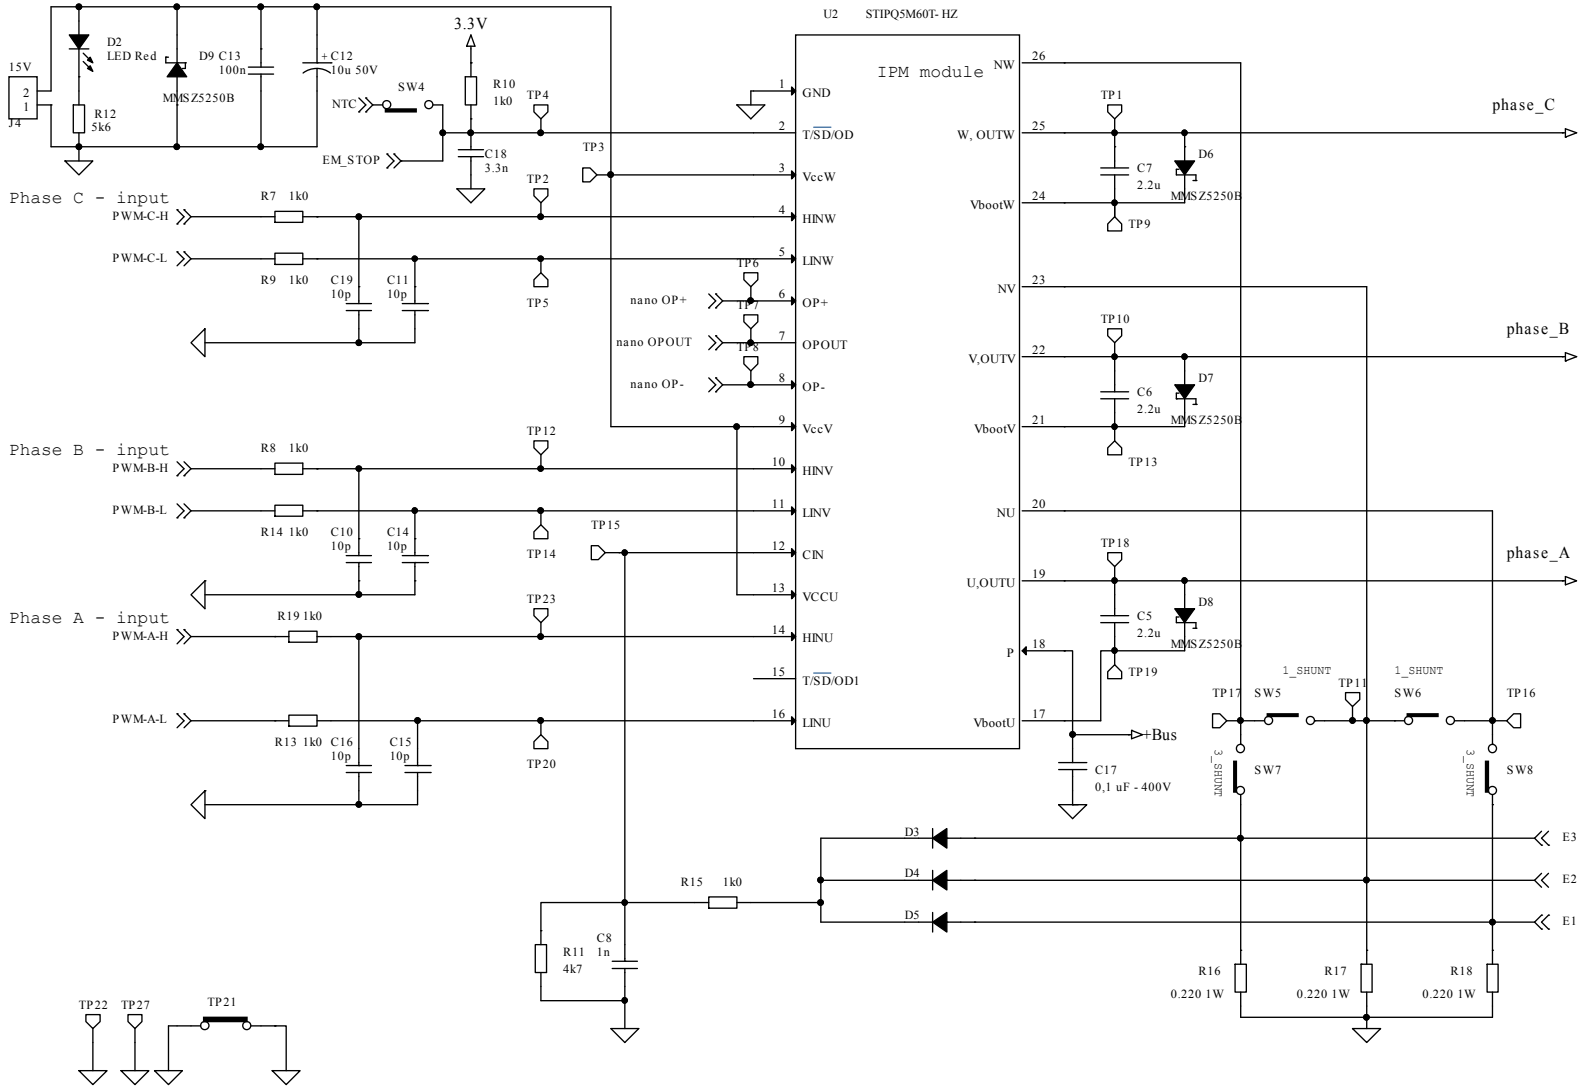 U2 STIPQ5M60T- HZ
3.3V
D2
LED Red
D9 C13
100n
+ C12
10u 50V
15V
2
1
J4
R12
5k6
MMSZ5250B
NTC
SW4
R10
1k0
TP4
EM_STOP
C18
3.3n
TP3
IPM module
1 GND
2 T/SD/OD
3 VccW
4 HINW
5 LINW
6 OP+
7 OPOUT
8 OP-
9 VccV
10 HINV
11 LINV
12 CIN
13 VCCU
14 HINU
15 T/SD/OD1
16 LINU
NW 26
W, OUTW 25
VbootW 24
NV 23
V,OUTV 22
VbootV 21
NU 20
U,OUTU 19
P 18
VbootU 17
Phase C - input
PWM-C-H
R7 1k0
TP2
PWM-C-L
R9 1k0
C19
10p
C11
10p
TP5
TP6
nano OP+
TP7
nano OPOUT
TP8
nano OP-
Phase B - input
PWM-B-H
R8 1k0
TP12
PWM-B-L
R14 1k0
C10
10p
C14
10p
TP14
TP15
Phase A - input
PWM-A-H
R19 1k0
TP23
PWM-A-L
R13 1k0
C16
10p
C15
10p
TP20
TP1
phase_C
C7
2.2u
D6
MMSZ5250B
TP9
TP10
phase_B
C6
2.2u
D7
MMSZ5250B
TP13
TP18
phase_A
C5
2.2u
D8
MMSZ5250B
TP19
+Bus
C17
0,1 uF - 400V
1_SHUNT
1_SHUNT
TP17 SW5 TP11 SW6 TP16
3_SHUNT
SW7
3_SHUNT
SW8
D3
E3
D4
E2
D5
E1
R15 1k0
R11
4k7
C8
1n
R16
0.220 1W
R17
0.220 1W
R18
0.220 1W
TP22
TP27
TP21